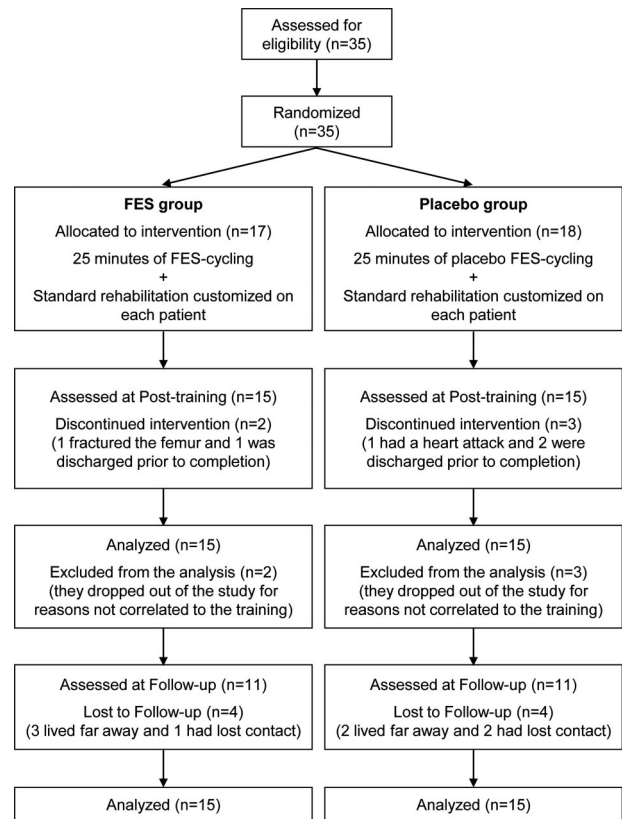 Assessed for
eligibility (n=35)
Randomized
(n=35)
FES group
Allocated to intervention (n=17)
25 minutes of FES-cycling
+
Standard rehabilitation customized on
each patient
Placebo group
Allocated to intervention (n=18)
25 minutes of placebo FES-cycling
+
Standard rehabilitation customized on
each patient
Assessed at Post-training (n=15)
Discontinued intervention (n=2)
(1 fractured the femur and 1 was
discharged prior to completion)
Assessed at Post-training (n=15)
Discontinued intervention (n=3)
(1 had a heart attack and 2 were
discharged prior to completion)
Analyzed (n=15)
Excluded from the analysis (n=2)
(they dropped out of the study for
reasons not correlated to the training)
Analyzed (n=15)
Excluded from the analysis (n=3)
(they dropped out of the study for
reasons not correlated to the training)
Assessed at Follow-up (n=11)
Lost to Follow-up (n=4)
(3 lived far away and 1 had lost contact)
Assessed at Follow-up (n=11)
Lost to Follow-up (n=4)
(2 lived far away and 2 had lost contact)
Analyzed (n=15)
Analyzed (n=15)